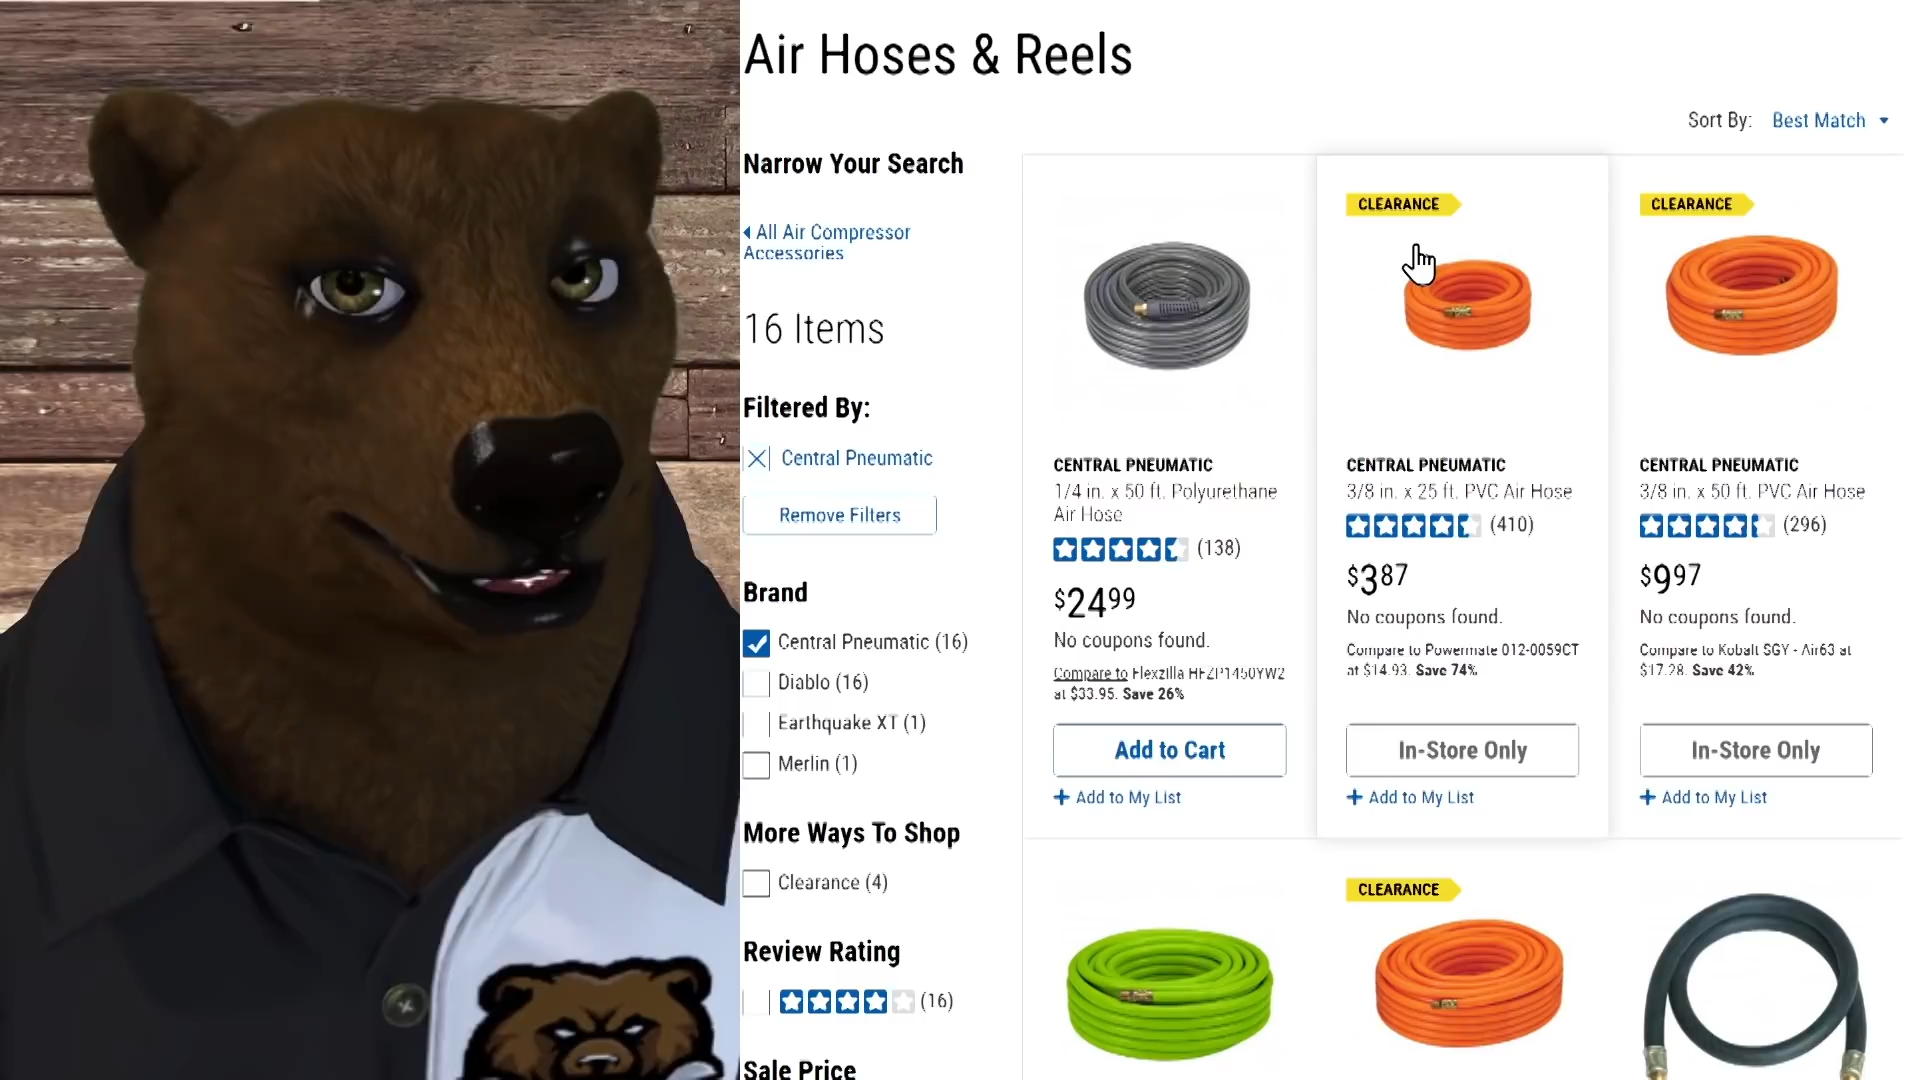 Air Hoses & Reels
Sort By: Best Match
Narrow Your Search
All Air Compressor
Accessories
16 Items
Filtered By:
Central Pneumatic
Remove Filters
Brand
Central Pneumatic (16)
Diablo (16)
Earthquake XT (1)
Merlin (1)
More Ways To Shop
Clearance (4)
Review Rating
(16)
Sale Price
CENTRAL PNEUMATIC
1/4 in. x 50 ft. Polyurethane
Air Hose
(138)
$24.99
No coupons found.
Compare to Flexzilla HFZP1450YW2
at $33.95. Save 26%
Add to Cart
+ Add to My List
CLEARANCE
CENTRAL PNEUMATIC
3/8 in. x 25 ft. PVC Air Hose
(410)
$3.87
No coupons found.
Compare to Powermate 012-0059CT
at $14.93. Save 74%
In-Store Only
+ Add to My List
CLEARANCE
CENTRAL PNEUMATIC
3/8 in. x 50 ft. PVC Air Hose
(296)
$9.97
No coupons found.
Compare to Kobalt SGY - Air63 at
$17.28. Save 42%
In-Store Only
+ Add to My List
CLEARANCE